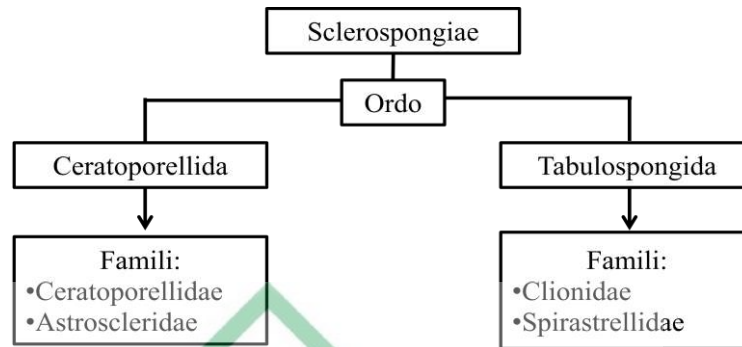 Sclerospongiae
Ordo
Ceratoporellida
Tabulospongida
Famili:
•Ceratoporellidae
•Astroscleridae
Famili:
•Clionidae
•Spirastrellidae